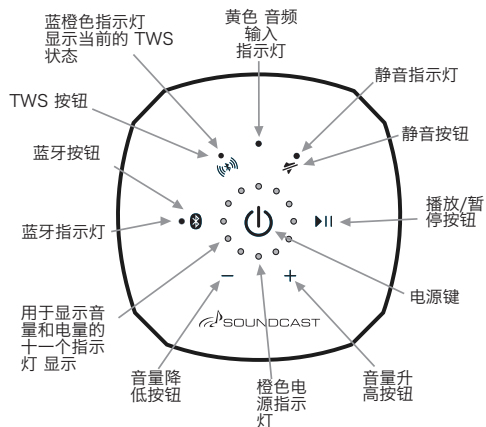 蓝橙色指示灯
显示当前的 TWS
状态
黄色 音频
输入
指示灯
静音指示灯
TWS 按钮
静音按钮
蓝牙按钮
播放/暂
停按钮
蓝牙指示灯
电源键
用于显示音
量和电量的
十一个指示
灯 显示
SOUNDCAST
音量降
低按钮
橙色电
源指示
灯
音量升
高按钮